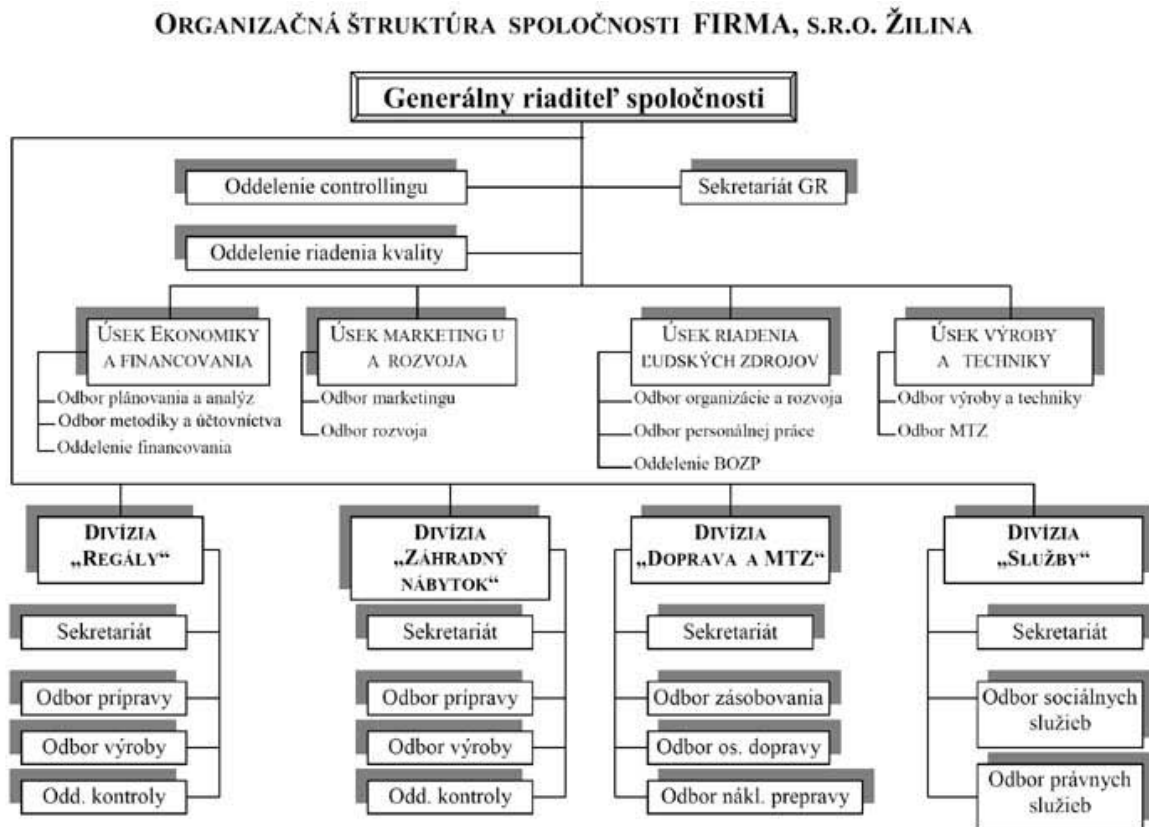 ORGANIZAČNÁ ŠTRUKTÚRA SPOLOČNOSTI FIRMA, S.R.O. ŽILINA
Generálny riaditeľ spoločnosti
Oddelenie controllingu
Sekretariát GR
Oddelenie riadenia kvality
ÚSEK EKONOMIKY
A FINANCOVANIA
Odbor plánovania a analýz
Odbor metodiky a účtovníctva
Oddelenie financovania
ÚSEK MARKETING U
A ROZVOJA
Odbor marketingu
Odbor rozvoja
ÚSEK RIADENIA
ĽUDSKÝCH ZDROJOV
Odbor organizácie a rozvoja
Odbor personálnej práce
Oddelenie BOZP
ÚSEK VÝROBY
A TECHNIKY
Odbor výroby a techniky
Odbor MTZ
DIVÍZIA
„REGÁLY“
Sekretariát
Odbor prípravy
Odbor výroby
Odd. kontroly
DIVÍZIA
„ZÁHRADNÝ
NÁBYTOK“
Sekretariát
Odbor prípravy
Odbor výroby
Odd. kontroly
DIVÍZIA
„DOPRAVA A MTZ“
Sekretariát
Odbor zásobovania
Odbor os. dopravy
Odbor nákl. prepravy
DIVÍZIA
„SLUŽBY“
Sekretariát
Odbor sociálnych
služieb
Odbor právnych
služieb